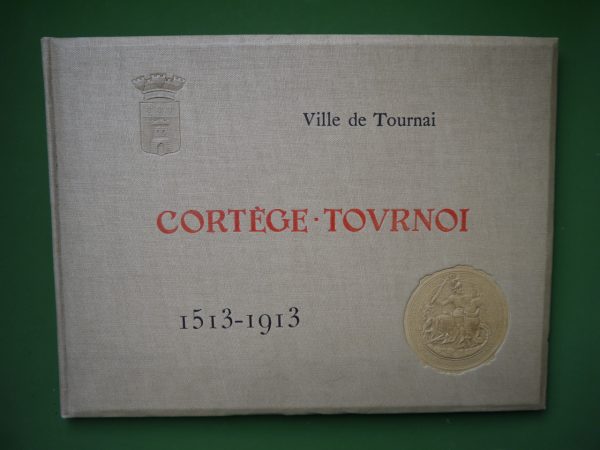 Ville de Tournai
CORTÈGE · TOVRNOI
1513-1913